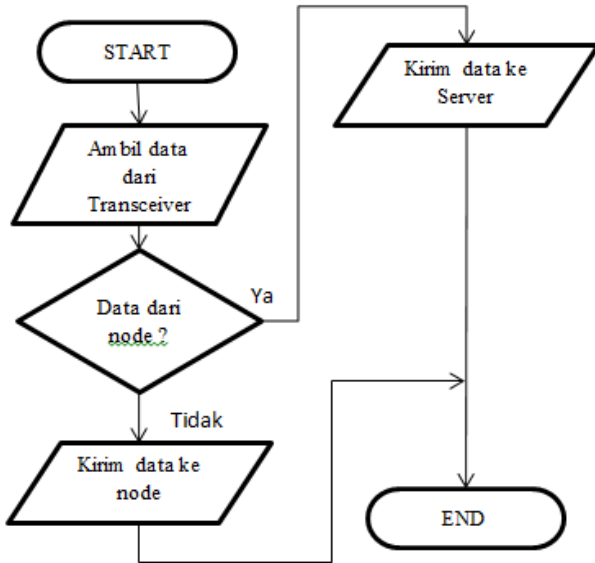 START
Ambil data
dari
Transceiver
Data dari
node ?
Ya
Tidak
Kirim data ke
node
Kirim data ke
Server
END